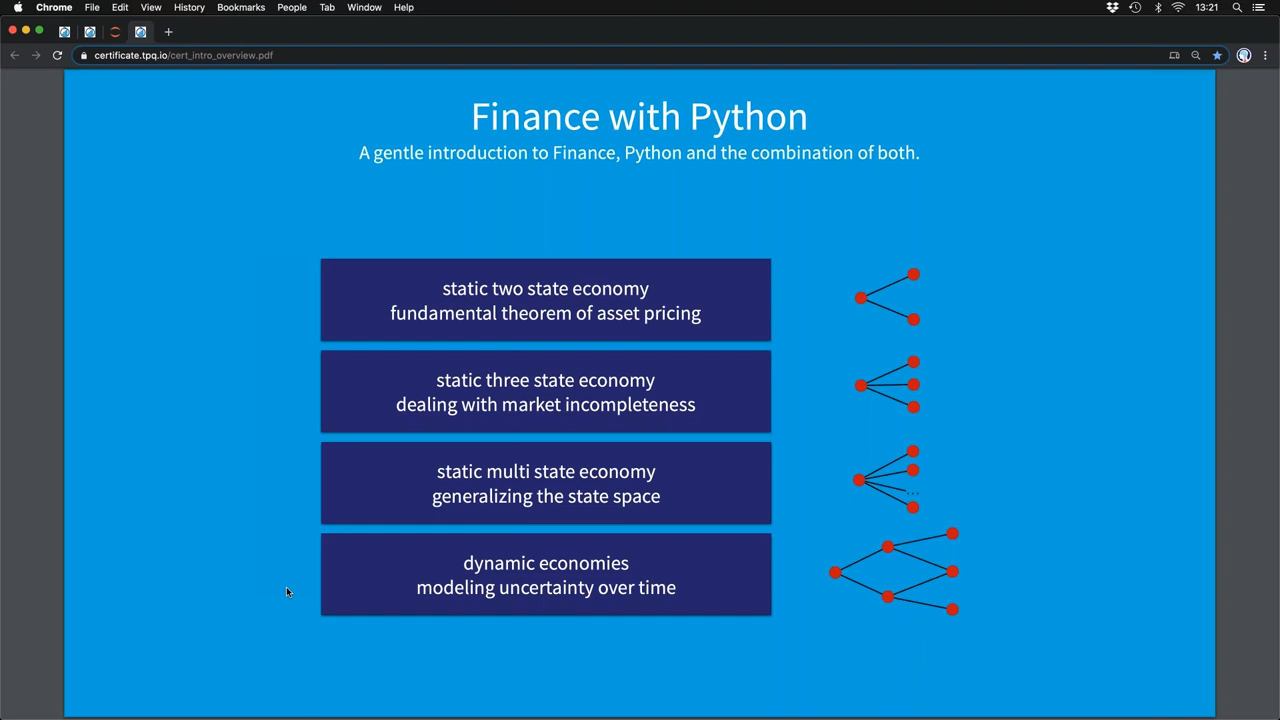 Chrome File Edit View History Bookmarks People Tab Window Help 13:21
certificate.tpq.io/cert_intro_overview.pdf
Finance with Python
A gentle introduction to Finance, Python and the combination of both.
static two state economy
fundamental theorem of asset pricing
static three state economy
dealing with market incompleteness
static multi state economy
generalizing the state space
...
dynamic economies
modeling uncertainty over time